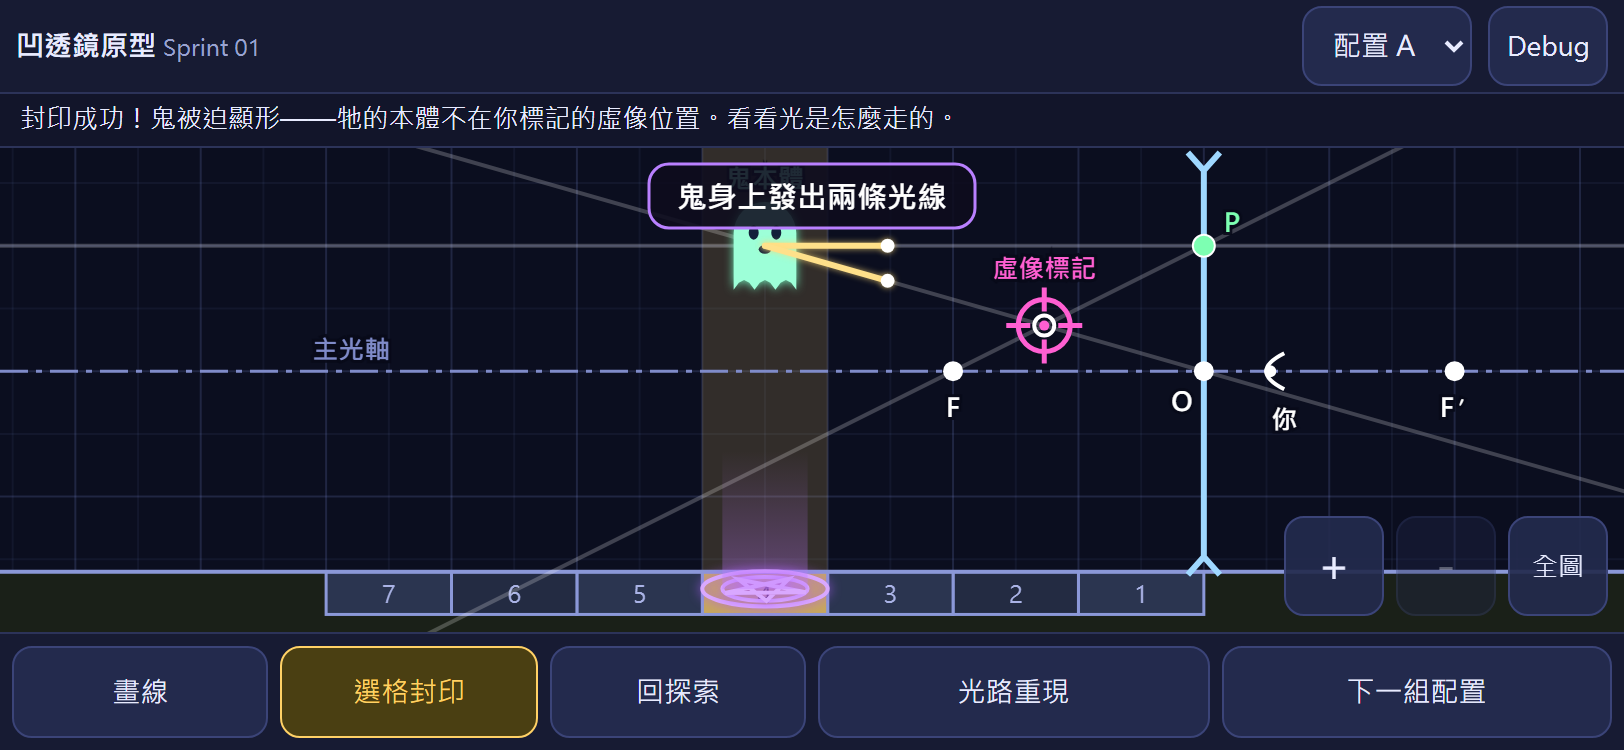 凹透鏡原型 Sprint 01
配置 A
Debug
封印成功！鬼被迫顯形——牠的本體不在你標記的虛像位置。看看光是怎麼走的。
鬼本體
鬼身上發出兩條光線
P
虛像標記
主光軸
F
O
你
F′
+
-
全圖
7 6 5 3 2 1
畫線
選格封印
回探索
光路重現
下一組配置